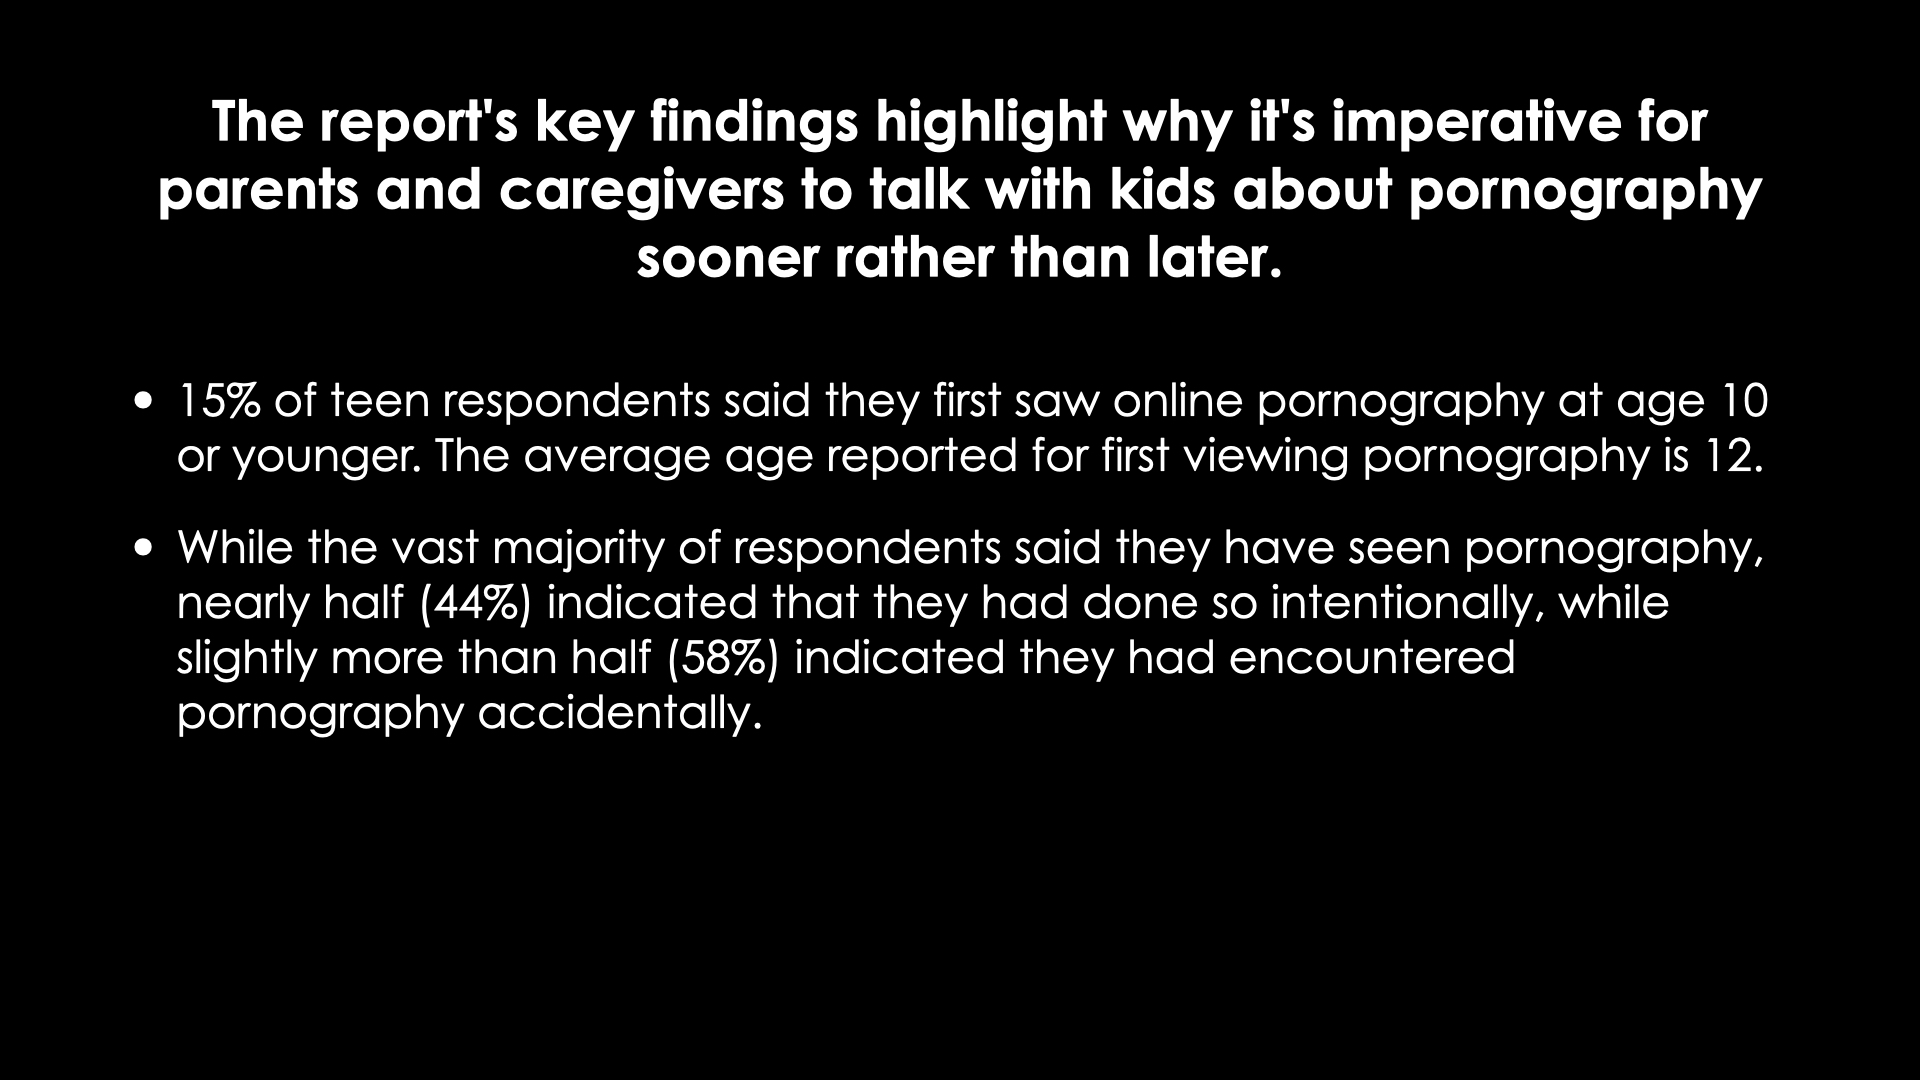 The report's key findings highlight why it's imperative for
parents and caregivers to talk with kids about pornography
sooner rather than later.
• 15% of teen respondents said they first saw online pornography at age 10
or younger. The average age reported for first viewing pornography is 12.
• While the vast majority of respondents said they have seen pornography,
nearly half (44%) indicated that they had done so intentionally, while
slightly more than half (58%) indicated they had encountered
pornography accidentally.